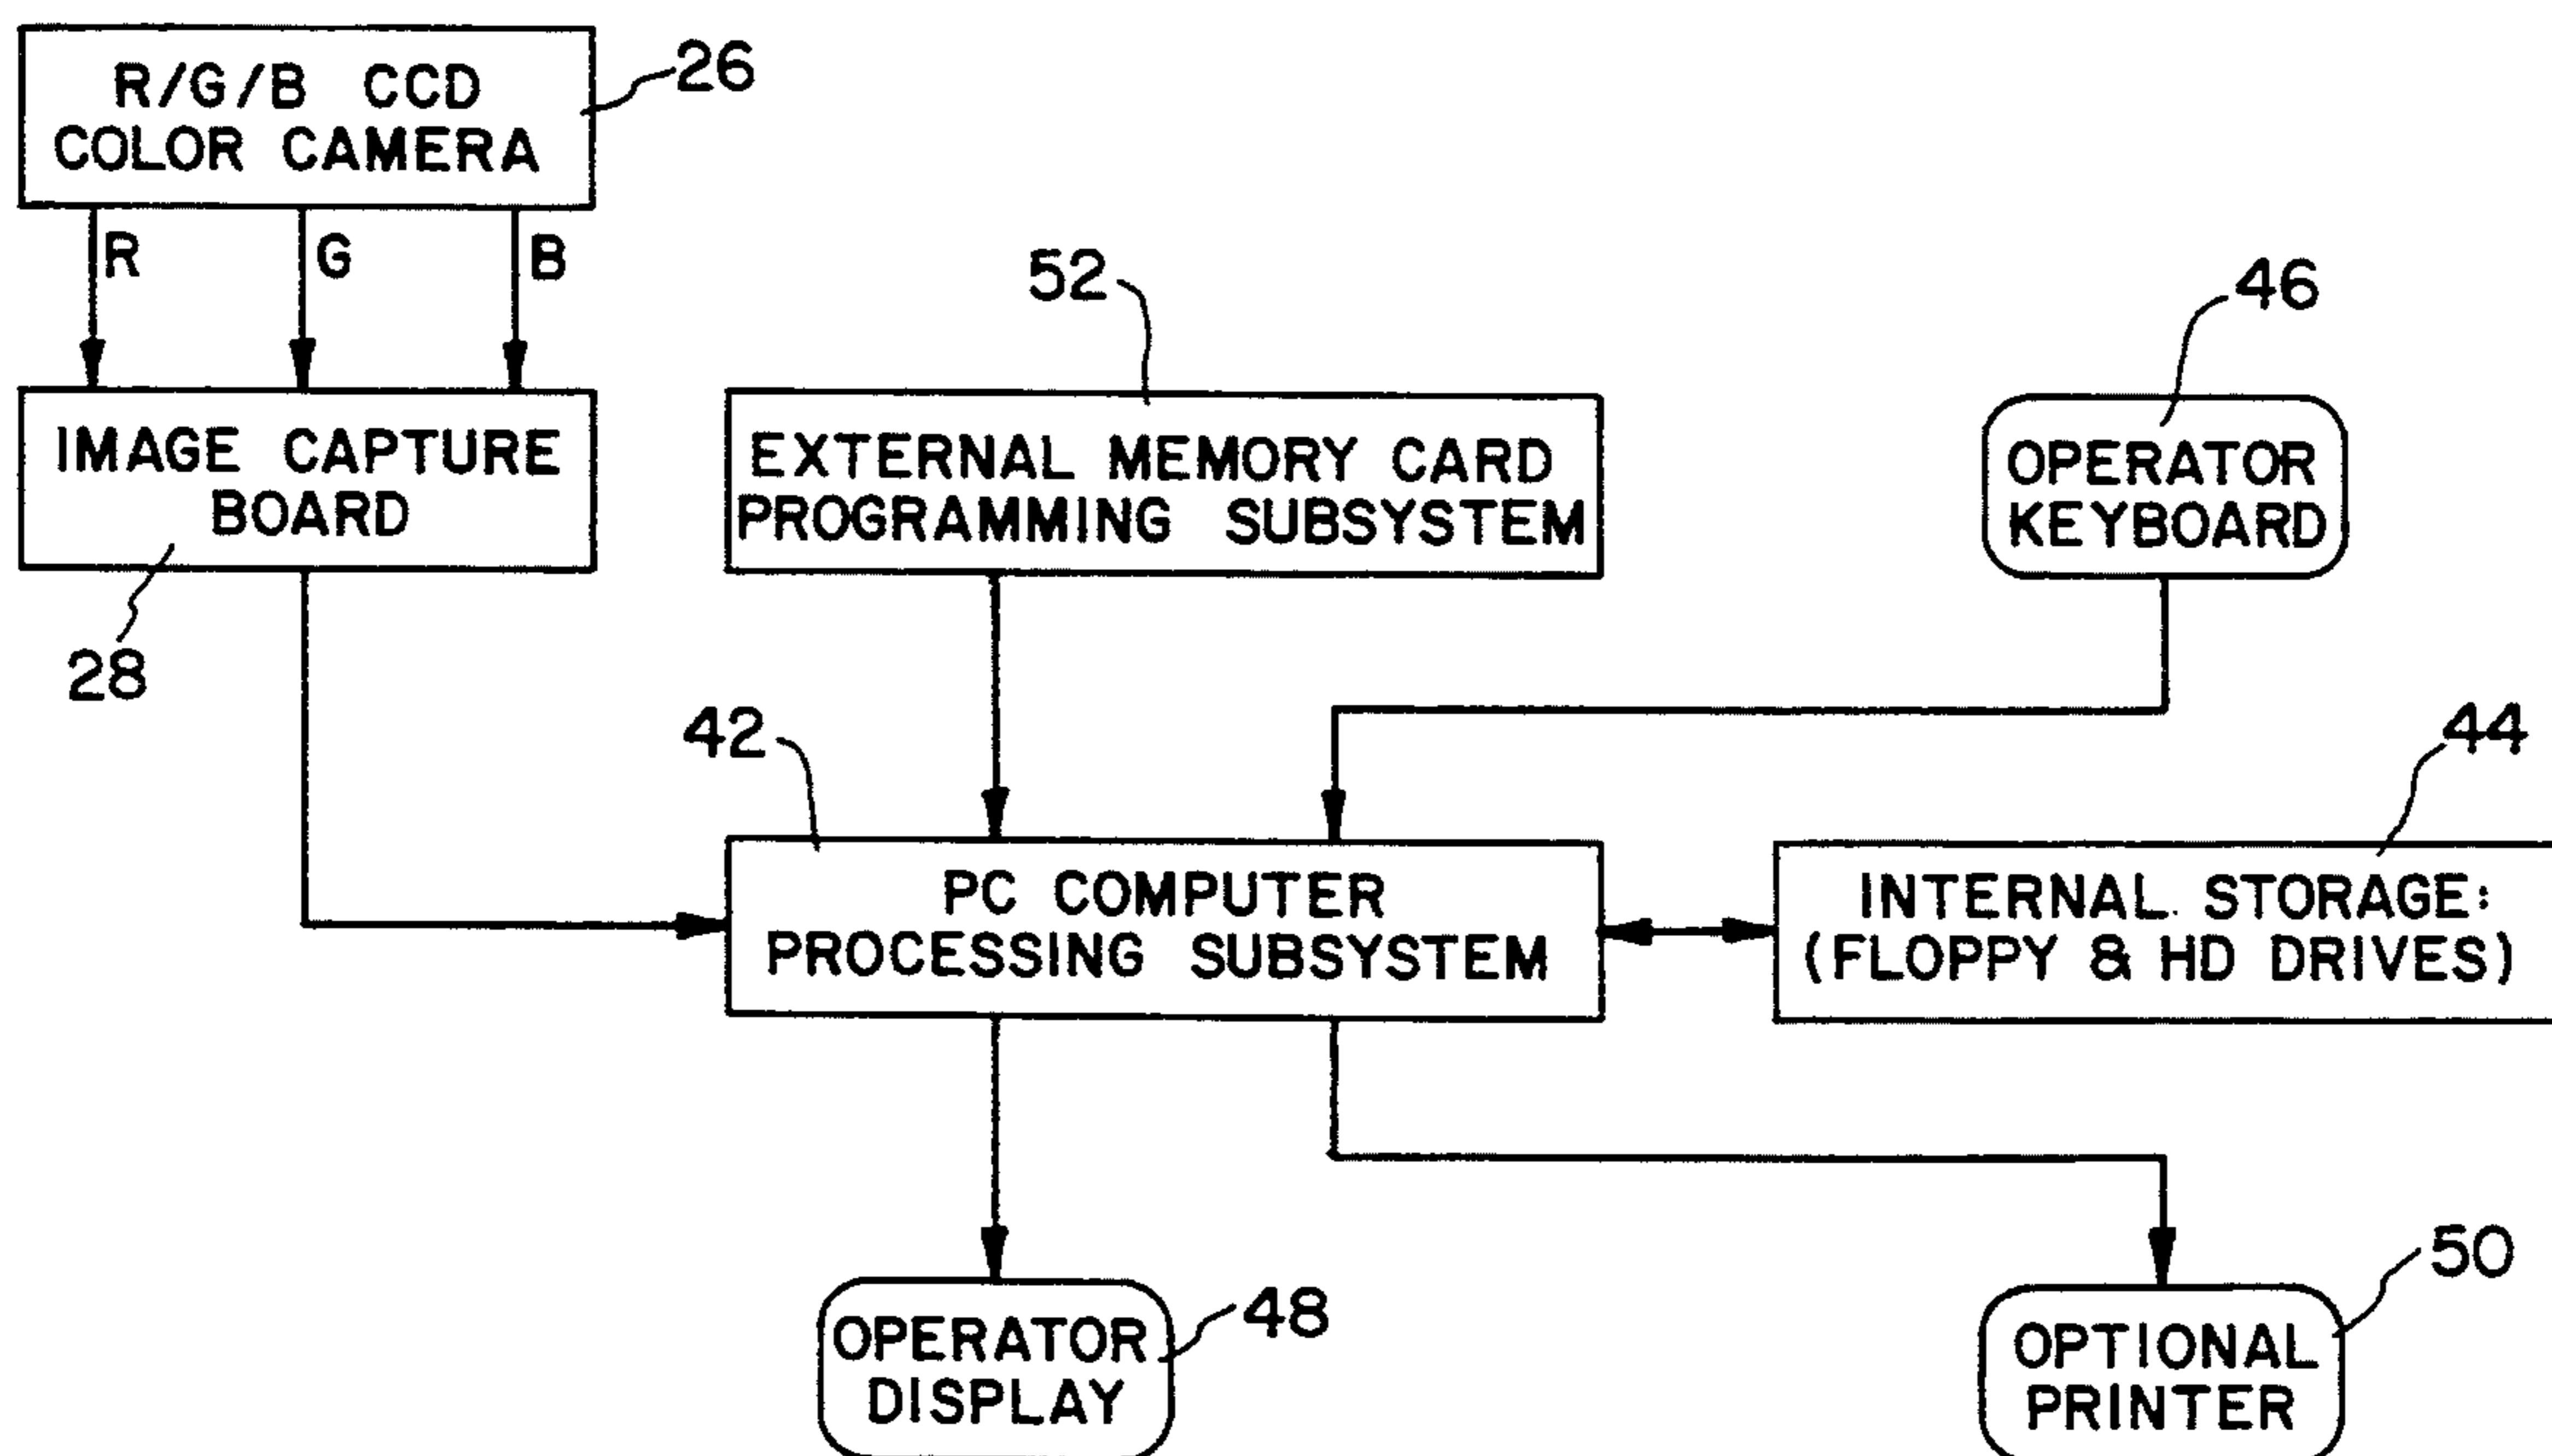 R/G/B CCD
COLOR CAMERA
26
R
G
B
IMAGE CAPTURE
BOARD
28
52
EXTERNAL MEMORY CARD
PROGRAMMING SUBSYSTEM
46
OPERATOR
KEYBOARD
42
PC COMPUTER
PROCESSING SUBSYSTEM
44
INTERNAL STORAGE:
(FLOPPY & HD DRIVES)
OPERATOR
DISPLAY
48
50
OPTIONAL
PRINTER